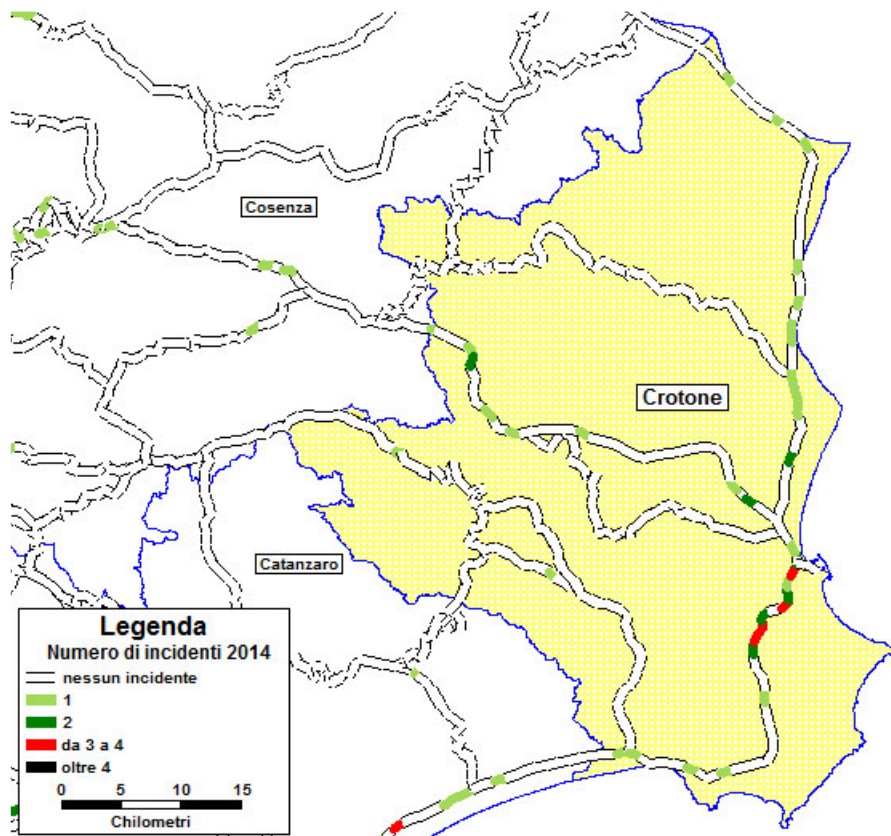 Cosenza
Crotone
Catanzaro
Legenda
Numero di incidenti 2014
nessun incidente
1
2
da 3 a 4
oltre 4
0 5 10 15
Chilometri